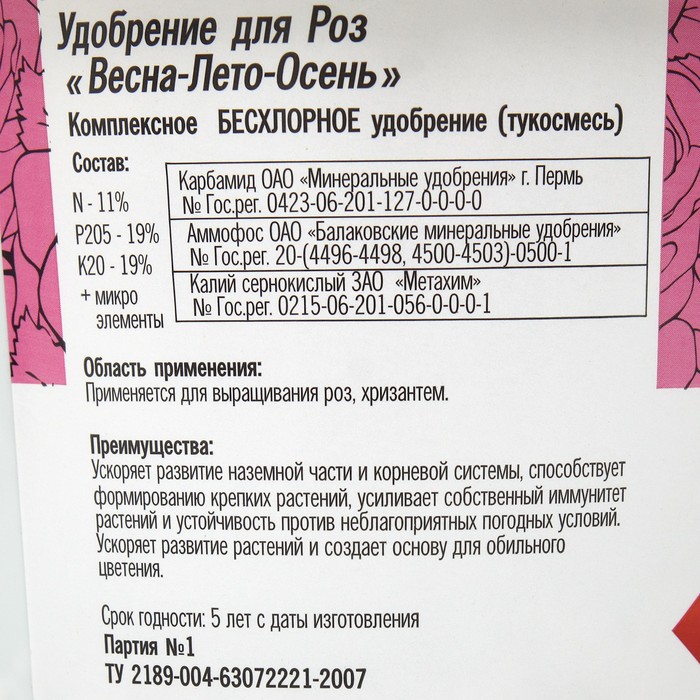 Удобрение для Роз
«Весна-Лето-Осень»
Комплексное БЕСХЛОРНОЕ удобрение (тукосмесь)
Состав:
N - 11%
P205 - 19%
K20 - 19%
+ микро
элементы
Карбамид ОАО «Минеральные удобрения» г. Пермь
№ Гос.рег. 0423-06-201-127-0-0-0-0
Аммофос ОАО «Балаковские минеральные удобрения»
№ Гос.рег. 20-(4496-4498, 4500-4503)-0500-1
Калий сернокислый ЗАО «Метахим»
№ Гос.рег. 0215-06-201-056-0-0-0-1
Область применения:
Применяется для выращивания роз, хризантем.
Преимущества:
Ускоряет развитие наземной части и корневой системы, способствует
формированию крепких растений, усиливает собственный иммунитет
растений и устойчивость против неблагоприятных погодных условий.
Ускоряет развитие растений и создает основу для обильного
цветения.
Срок годности: 5 лет с даты изготовления
Партия №1
ТУ 2189-004-63072221-2007